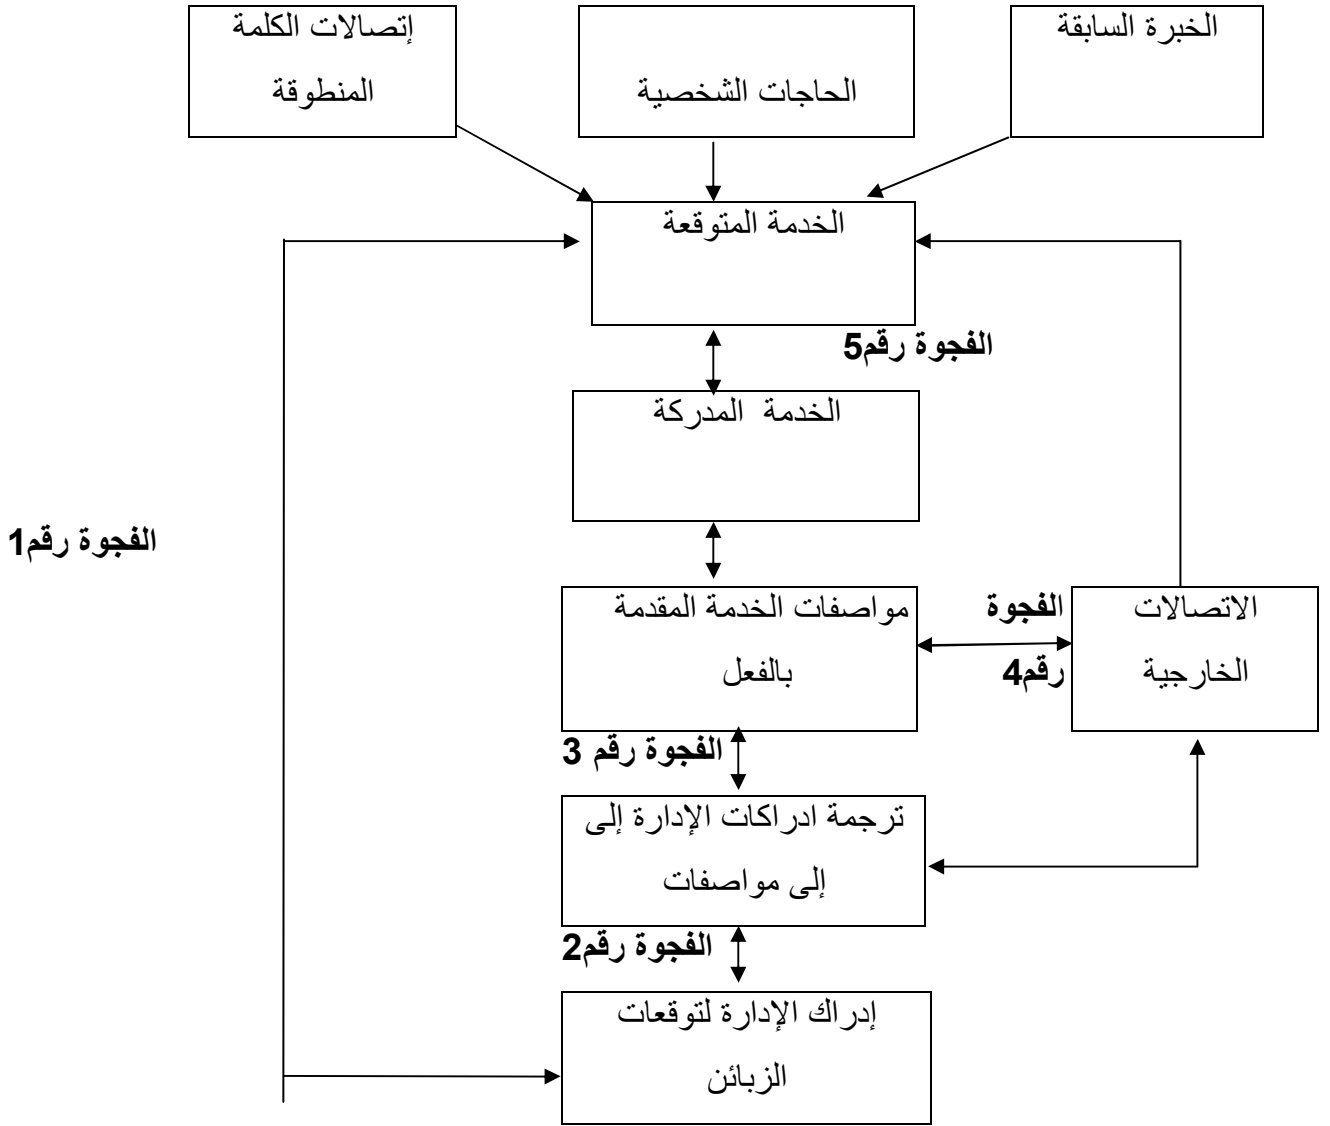 الخبرة السابقة
الحاجات الشخصية
إتصالات الكلمة
المنطوقة
الخدمة المتوقعة
الفجوة رقم5
الخدمة المدركة
الفجوة رقم1
مواصفات الخدمة المقدمة
بالفعل
الفجوة
رقم4
الاتصالات
الخارجية
الفجوة رقم 3
ترجمة ادراكات الإدارة إلى
إلى مواصفات
الفجوة رقم2
إدراك الإدارة لتوقعات
الزبائن